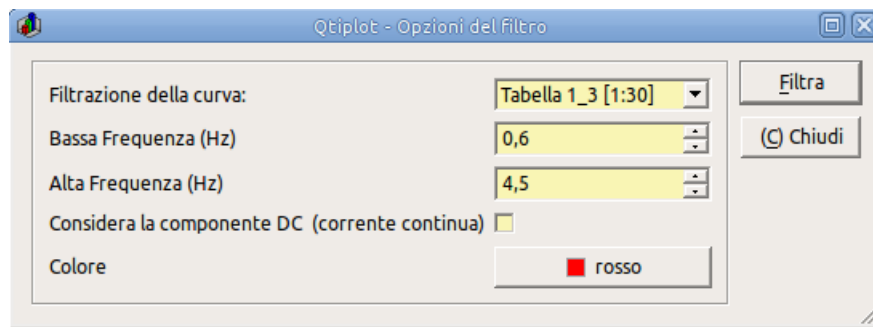 Qtiplot - Opzioni del filtro
Filtrazione della curva: Tabella 1_3 [1:30] Filtra
Bassa Frequenza (Hz) 0,6 (C) Chiudi
Alta Frequenza (Hz) 4,5
Considera la componente DC (corrente continua)
Colore rosso